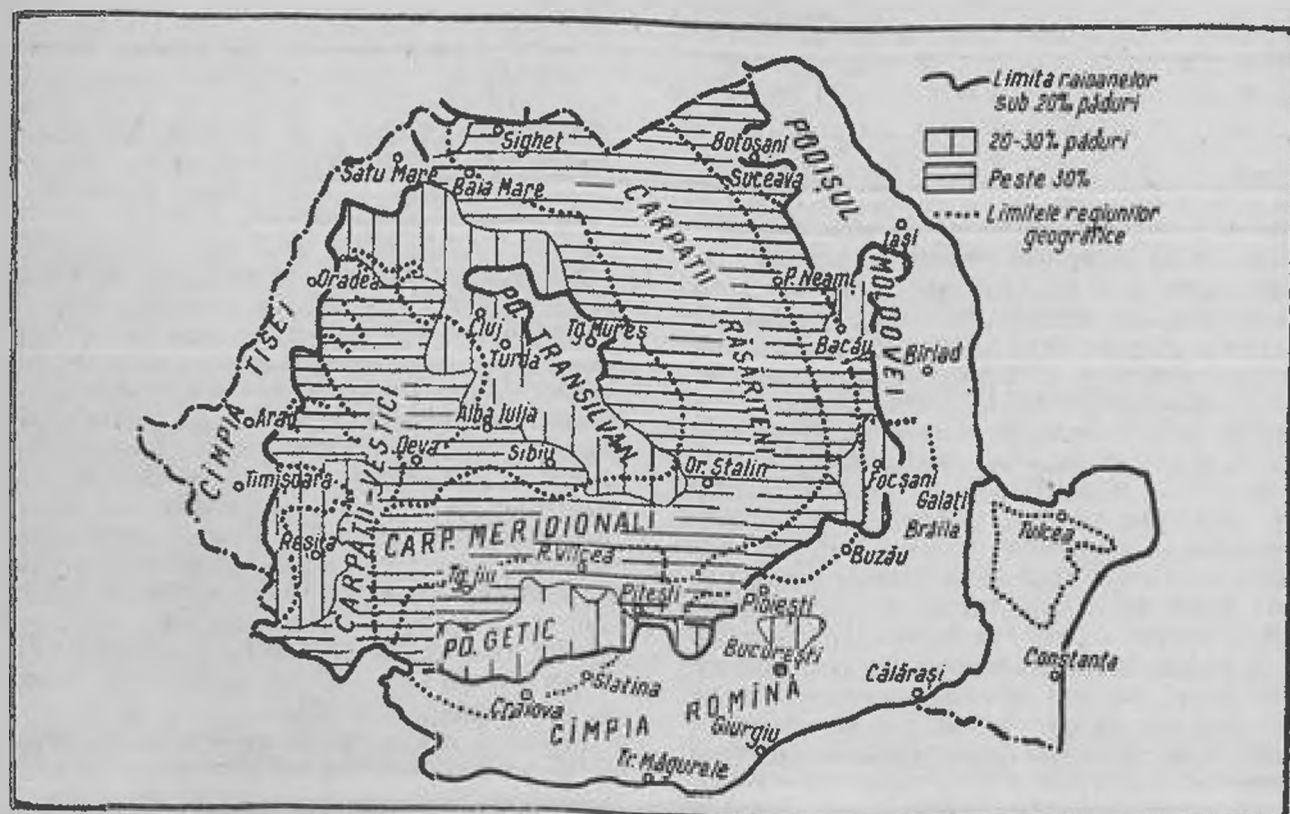 Limita raioanelor
sub 20% păduri
20-30% păduri
Peste 30%
Limitele regiunilor
geografice
Sighet
Satu Mare
Baia Mare
Botoșani
Suceava
PODIȘUL
MOLDOVEI
Iași
CARPAȚII
RĂSĂRITENI
P. Neamț
Oradea
Cluj
Turda
PO. TRANSILVAN
Tg. Mureș
Bacău
Bîrlad
CÎMPIA TISEI
Arad
Alba Iulia
Deva
Sibiu
Or. Stalin
Focșani
Galați
Brăila
Tulcea
Timișoara
Reșița
CARPAȚII
ESTICI
CARP. MERIDIONALI
R. Vîlcea
Tg. Jiu
Buzău
Pitești
Ploiești
PO. GETIC
București
Constanța
Călărași
Slatina
Craiova
CÎMPIA ROMÎNĂ
Giurgiu
Tr. Măgurele